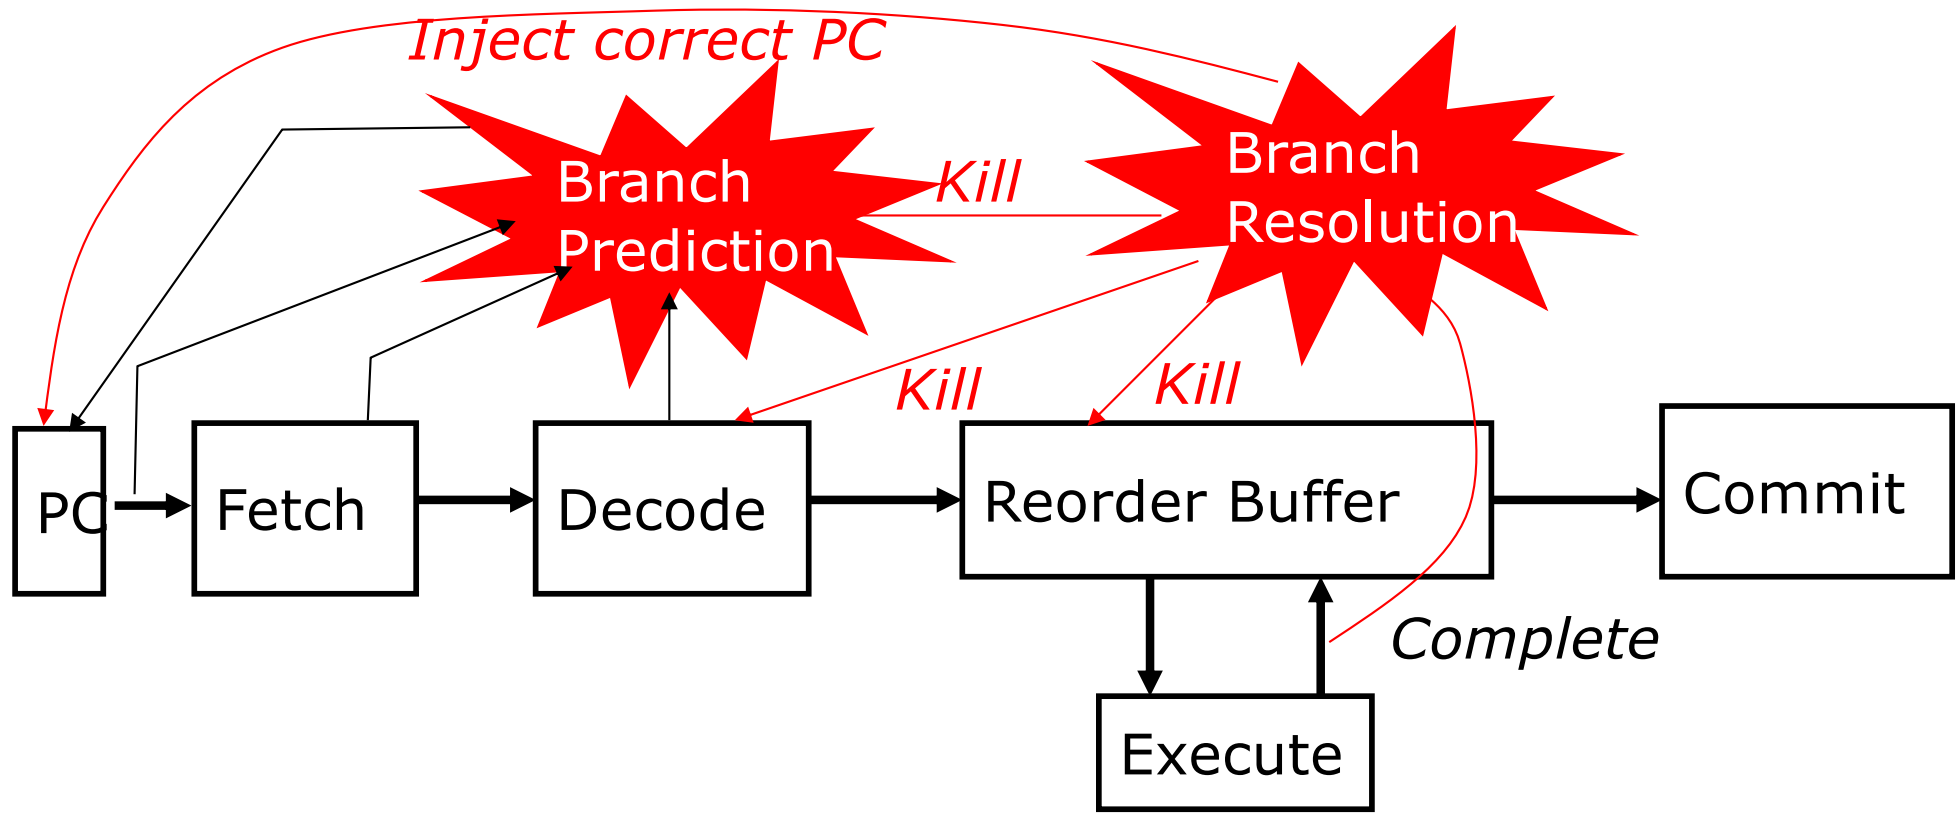 Inject correct PC
Branch
Prediction
Kill
Branch
Resolution
Kill
Kill
PC
Fetch
Decode
Reorder Buffer
Commit
Complete
Execute